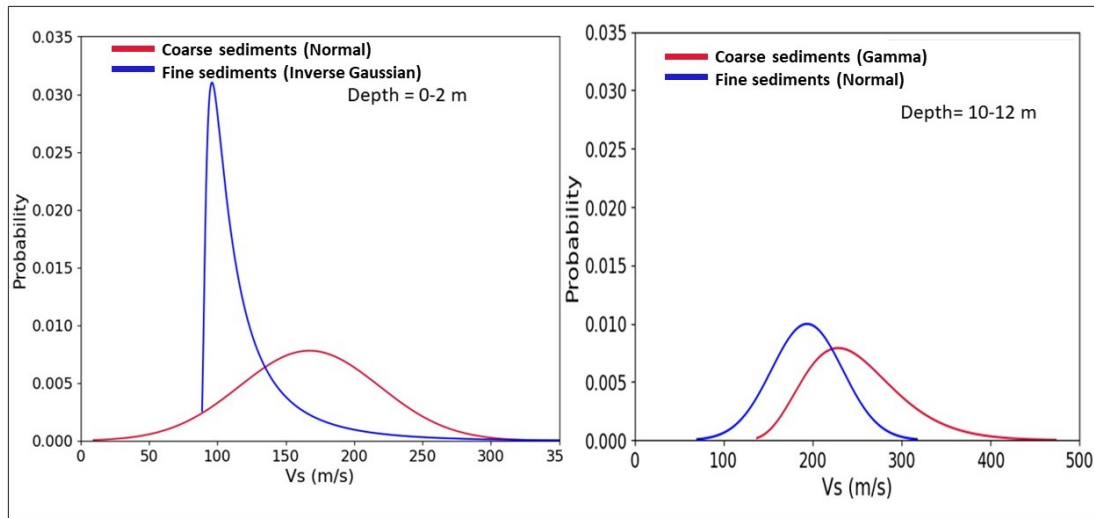 0.035
0.030
0.025
0.020
0.015
0.010
0.005
0.000
Probability
Coarse sediments (Normal)
Fine sediments (Inverse Gaussian)
Depth = 0-2 m
0 50 100 150 200 250 300 35
Vs (m/s)
0.035
0.030
0.025
0.020
0.015
0.010
0.005
0.000
Probability
Coarse sediments (Gamma)
Fine sediments (Normal)
Depth= 10-12 m
0 100 200 300 400 500
Vs (m/s)